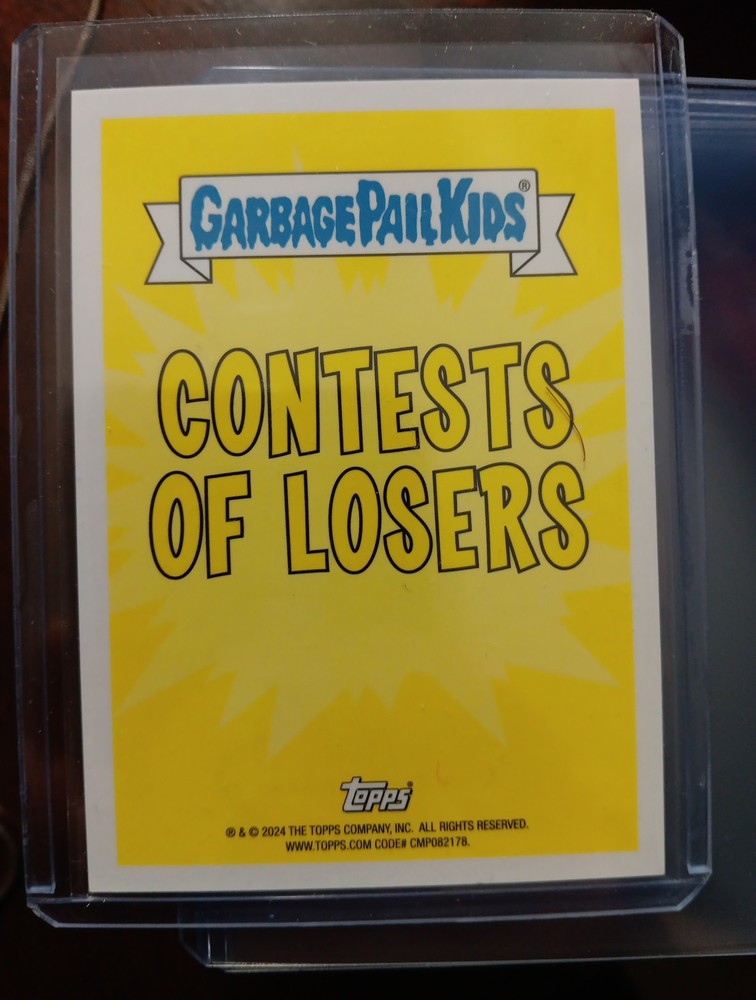 GARBAGE PAIL KIDS®
CONTESTS
OF LOSERS
TOPPS®
® & © 2024 THE TOPPS COMPANY, INC. ALL RIGHTS RESERVED.
WWW.TOPPS.COM CODE# CMP082178.